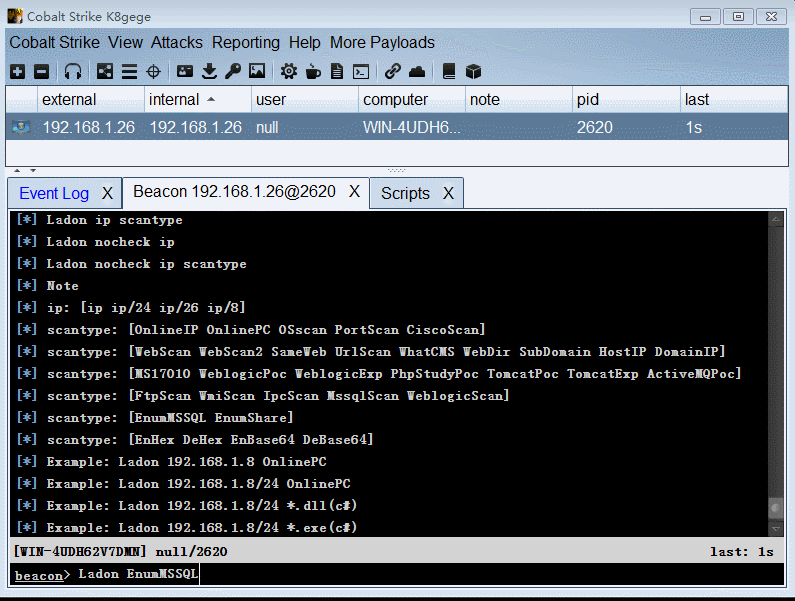 Cobalt Strike K8gege
Cobalt Strike View Attacks Reporting Help More Payloads
external internal user computer note pid last
192.168.1.26 192.168.1.26 null WIN-4UDH6... 2620 1s
Event Log X Beacon 192.168.1.26@2620 X Scripts X
[*] Ladon ip scantype
[*] Ladon nocheck ip
[*] Ladon nocheck ip scantype
[*] Note
[*] ip: [ip ip/24 ip/26 ip/8]
[*] scantype: [OnlineIP OnlinePC OSscan PortScan CiscoScan]
[*] scantype: [WebScan WebScan2 SameWeb UrlScan WhatCMS WebDir SubDomain HostIP DomainIP]
[*] scantype: [MS17010 WeblogicPoc WeblogicExp PhpStudyPoc TomcatPoc TomcatExp ActiveMQPoc]
[*] scantype: [FtpScan WmiScan IpcScan MssqlScan WeblogicScan]
[*] scantype: [EnumMSSQL EnumShare]
[*] scantype: [EnHex DeHex EnBase64 DeBase64]
[*] Example: Ladon 192.168.1.8 OnlinePC
[*] Example: Ladon 192.168.1.8/24 OnlinePC
[*] Example: Ladon 192.168.1.8/24 *.dll(c#)
[*] Example: Ladon 192.168.1.8/24 *.exe(c#)
[WIN-4UDH62V7DMN] null/2620 last: 1s
beacon> Ladon EnumMSSQL